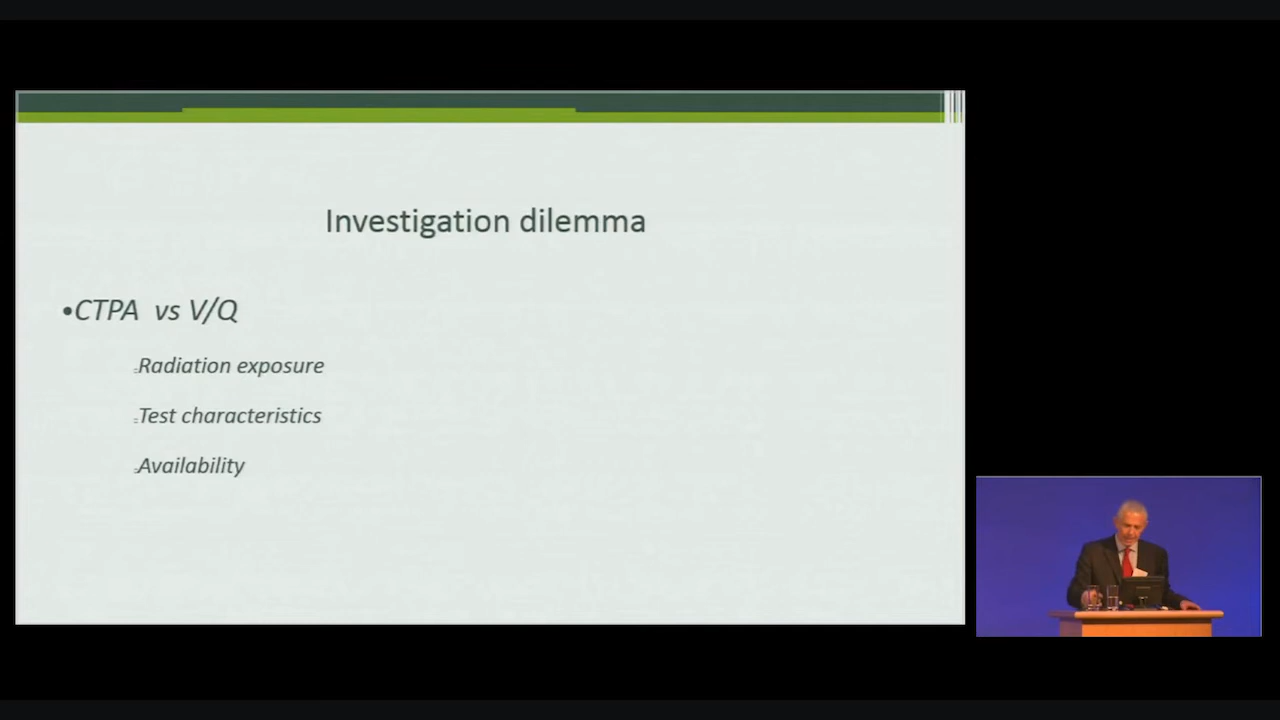 Investigation dilemma
•CTPA vs V/Q
Radiation exposure
Test characteristics
Availability